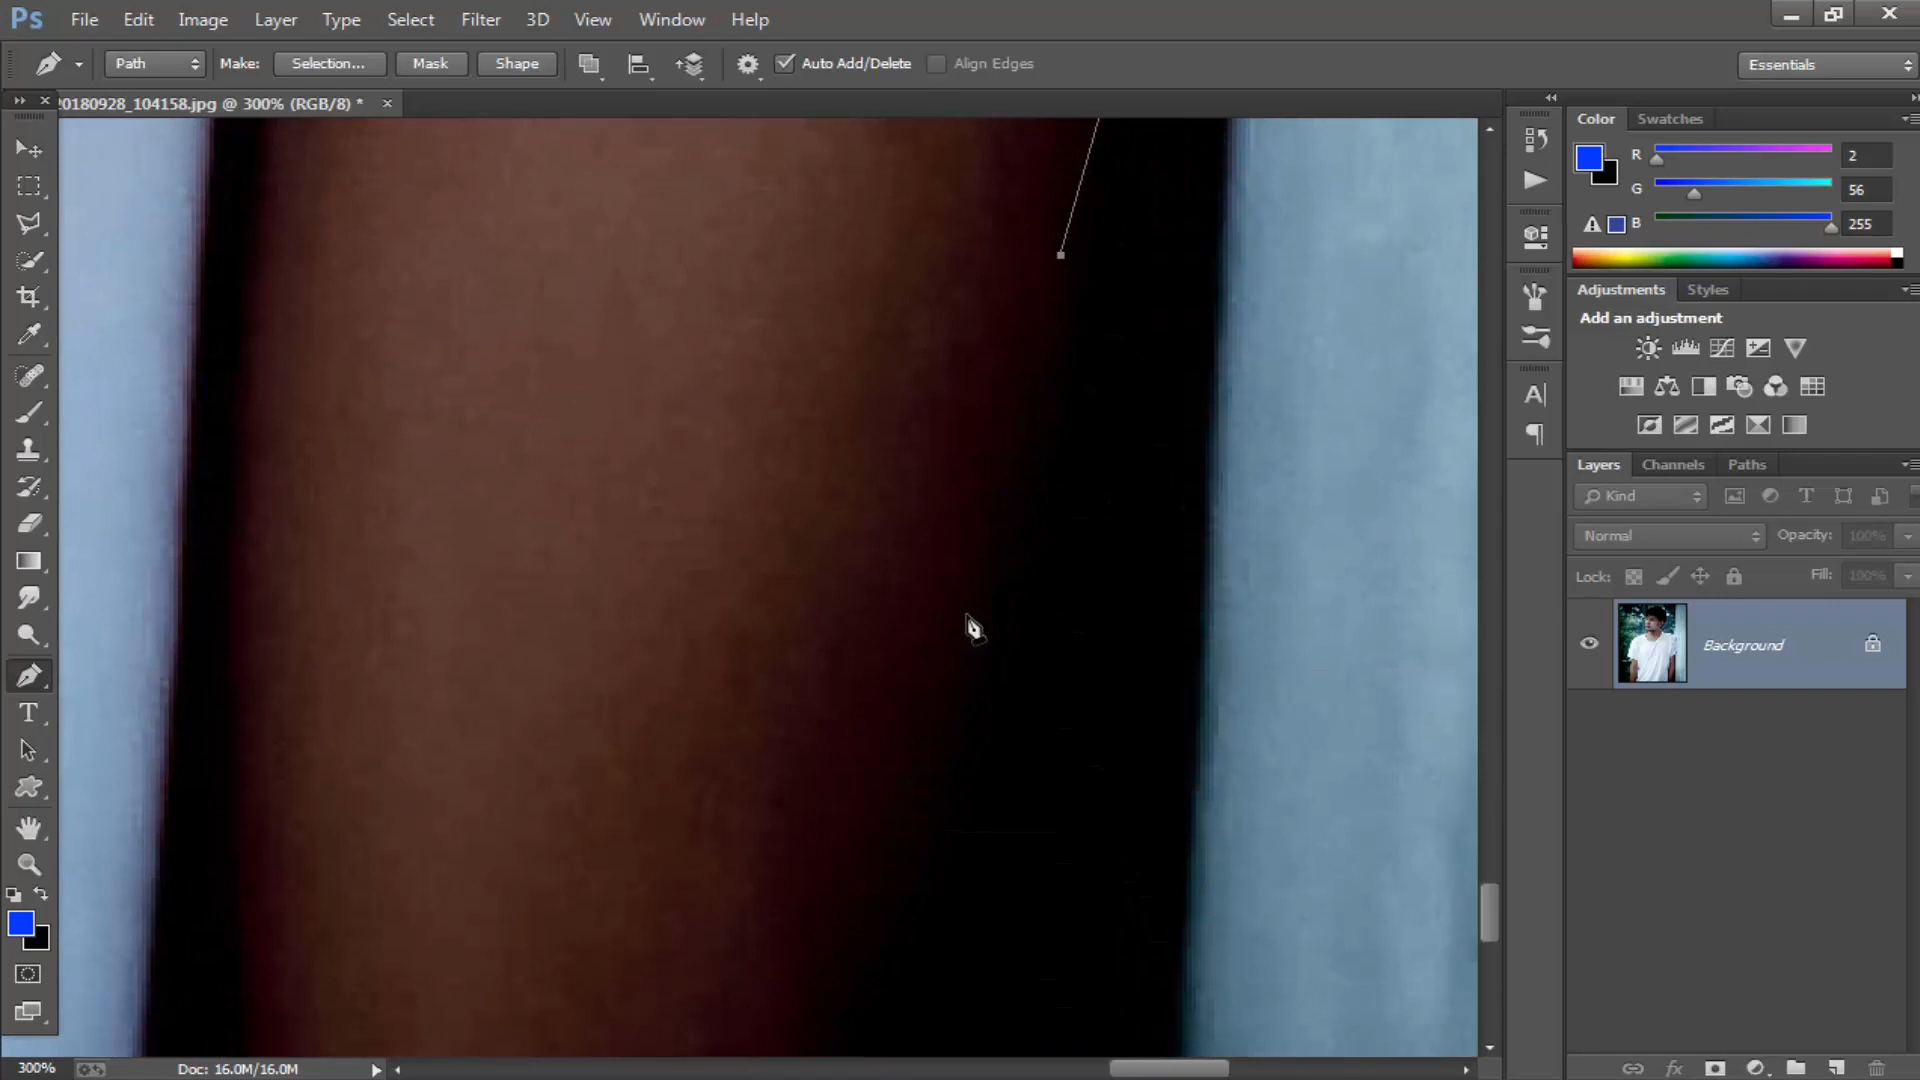 Ps File Edit Image Layer Type Select Filter 3D View Window Help
Path Make: Selection... Mask Shape Auto Add/Delete Align Edges Essentials
20180928_104158.jpg @ 300% (RGB/8) * ×
Color Swatches
R 2
G 56
B 255
Adjustments Styles
Add an adjustment
Layers Channels Paths
Kind
Normal Opacity: 100%
Lock: Fill: 100%
Background
300% Doc: 16.0M/16.0M